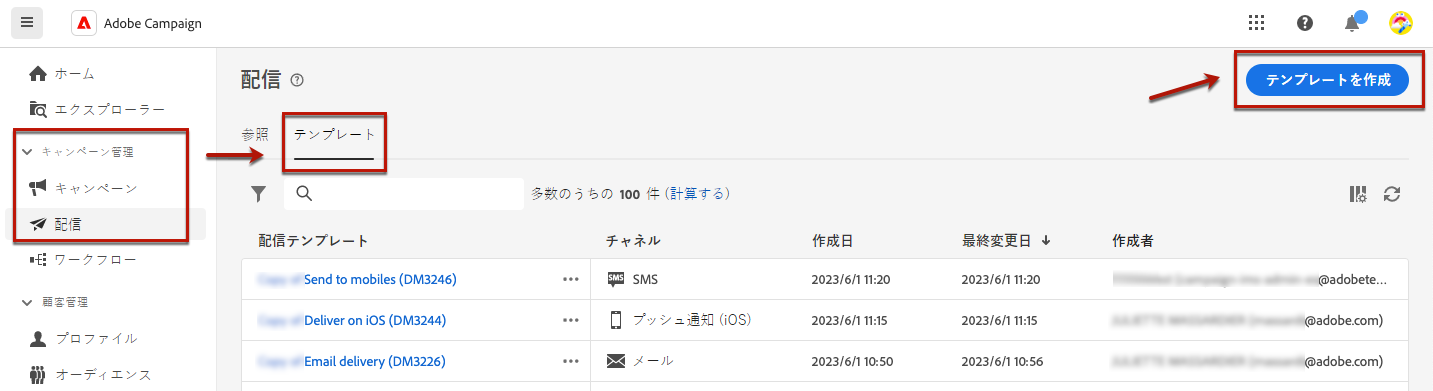 Adobe Campaign
ホーム
エクスプローラー
キャンペーン管理
キャンペーン
配信
ワークフロー
顧客管理
プロファイル
オーディエンス
配信
テンプレートを作成
参照 テンプレート
多数のうちの 100 件 (計算する)
配信テンプレート チャネル 作成日 最終変更日 作成者
Send to mobiles (DM3246) SMS 2023/6/1 11:20 2023/6/1 11:20 @adobete...
Deliver on iOS (DM3244) プッシュ通知 (iOS) 2023/6/1 11:15 2023/6/1 11:15 @adobe.com)
Email delivery (DM3226) メール 2023/6/1 10:50 2023/6/1 10:56 @adobe.com)